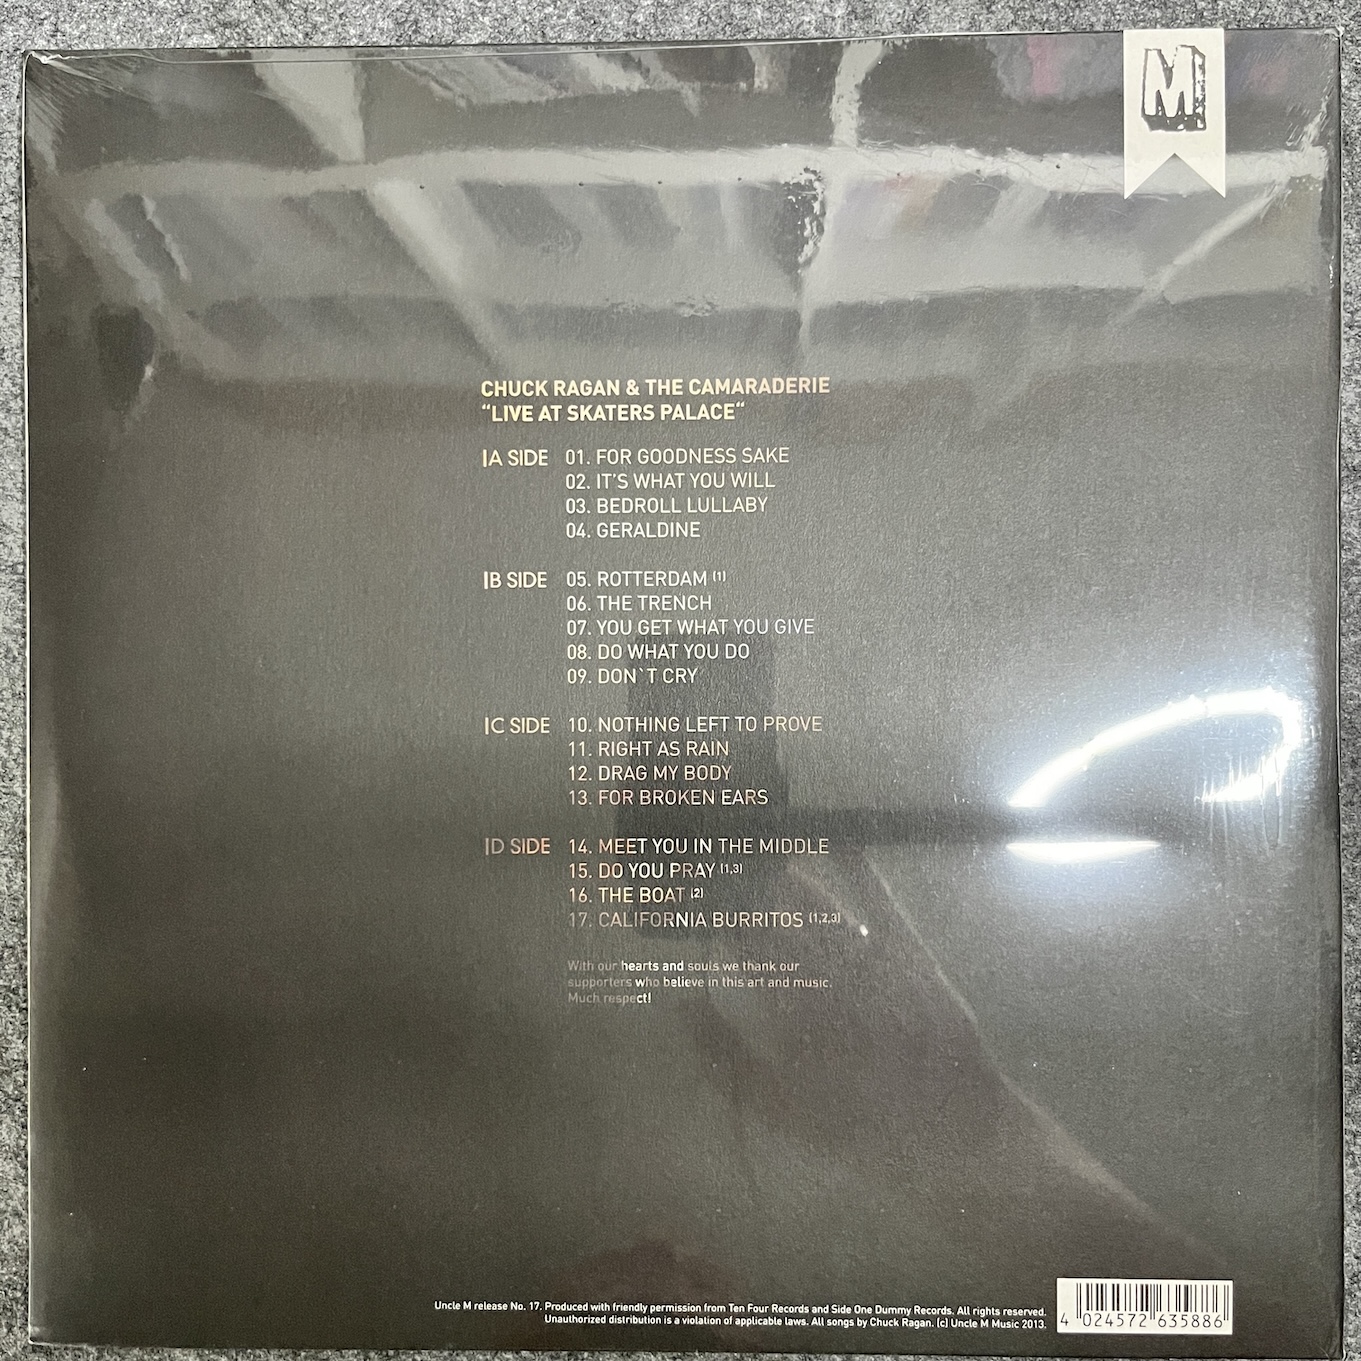 M
CHUCK RAGAN & THE CAMARADERIE
“LIVE AT SKATERS PALACE“
|A SIDE 01. FOR GOODNESS SAKE
02. IT'S WHAT YOU WILL
03. BEDROLL LULLABY
04. GERALDINE
|B SIDE 05. ROTTERDAM (1)
06. THE TRENCH
07. YOU GET WHAT YOU GIVE
08. DO WHAT YOU DO
09. DON`T CRY
|C SIDE 10. NOTHING LEFT TO PROVE
11. RIGHT AS RAIN
12. DRAG MY BODY
13. FOR BROKEN EARS
|D SIDE 14. MEET YOU IN THE MIDDLE
15. DO YOU PRAY (1,3)
16. THE BOAT (2)
17. CALIFORNIA BURRITOS (1,2,3)
With our hearts and souls we thank our
supporters who believe in this art and music.
Much respect!
Uncle M release No. 17. Produced with friendly permission from Ten Four Records and Side One Dummy Records. All rights reserved.
Unauthorized distribution is a violation of applicable laws. All songs by Chuck Ragan. (c) Uncle M Music 2013.
4 024572 635886